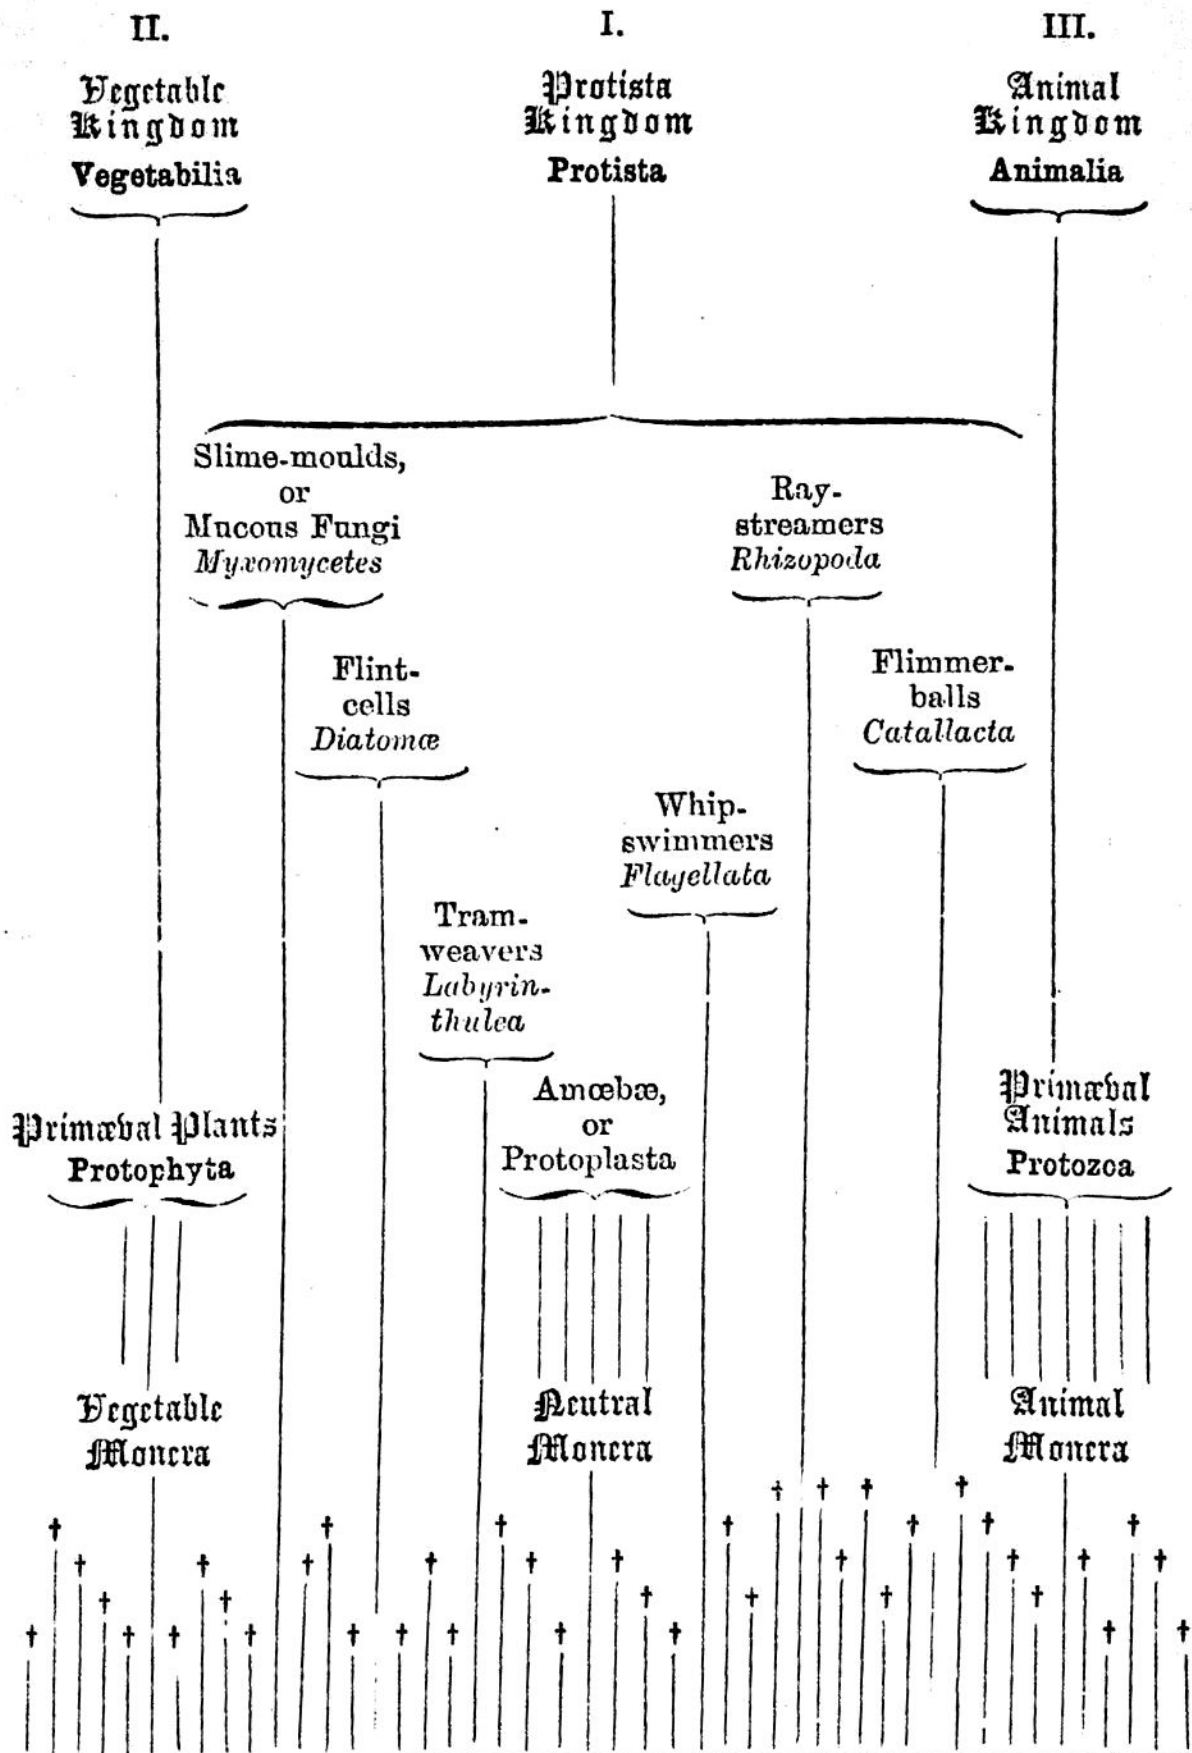 II.
Vegetable
Kingdom
Vegetabilia
I.
Protista
Kingdom
Protista
III.
Animal
Kingdom
Animalia
Slime-moulds,
or
Mucous Fungi
Myxomycetes
Ray-
streamers
Rhizopoda
Flint-
cells
Diatomæ
Flimmer-
balls
Catallacta
Whip-
swimmers
Flagellata
Tram-
weavers
Labyrin-
thulea
Amœbæ,
or
Protoplasta
Primæval Plants
Protophyta
Primæval
Animals
Protozoa
Vegetable
Monera
Neutral
Monera
Animal
Monera